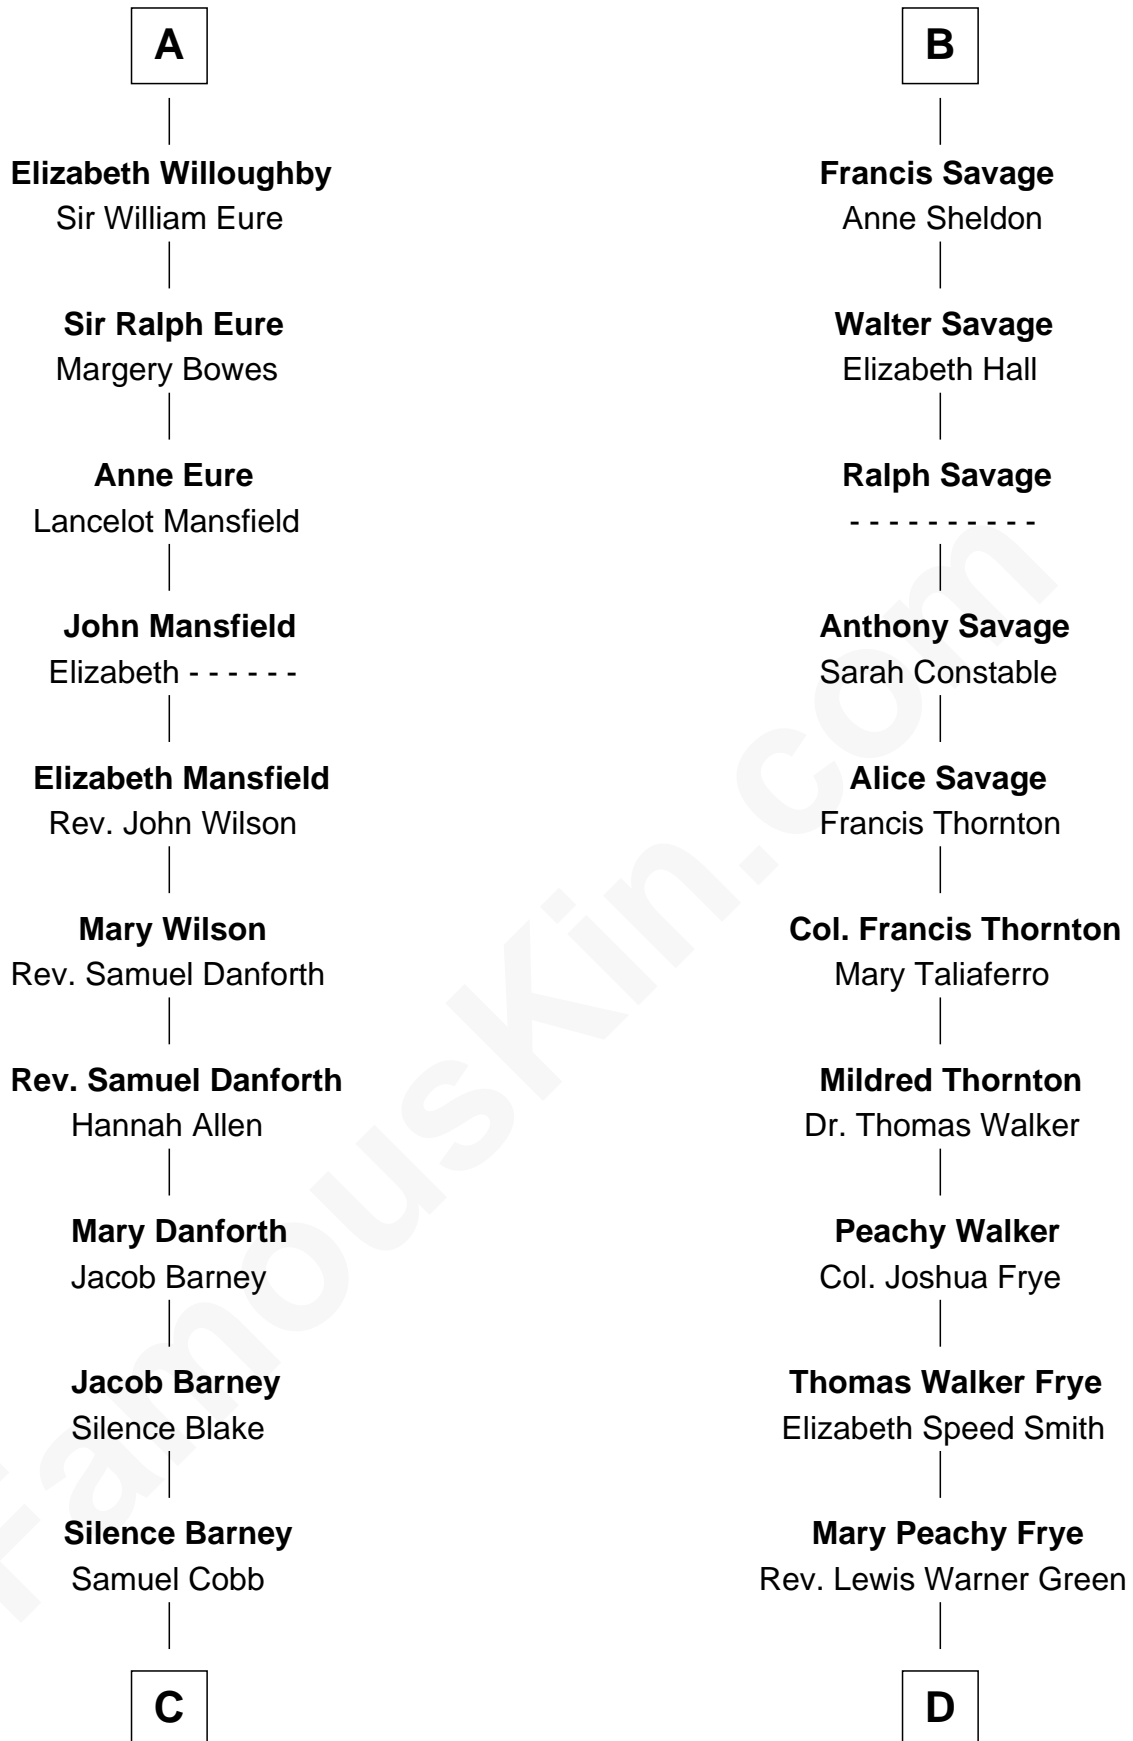 A
Elizabeth Willoughby
Sir William Eure
Sir Ralph Eure
Margery Bowes
Anne Eure
Lancelot Mansfield
John Mansfield
Elizabeth - - - - - -
Elizabeth Mansfield
Rev. John Wilson
Mary Wilson
Rev. Samuel Danforth
Rev. Samuel Danforth
Hannah Allen
Mary Danforth
Jacob Barney
Jacob Barney
Silence Blake
Silence Barney
Samuel Cobb
C
B
Francis Savage
Anne Sheldon
Walter Savage
Elizabeth Hall
Ralph Savage
- - - - - - - - - -
Anthony Savage
Sarah Constable
Alice Savage
Francis Thornton
Col. Francis Thornton
Mary Taliaferro
Mildred Thornton
Dr. Thomas Walker
Peachy Walker
Col. Joshua Frye
Thomas Walker Frye
Elizabeth Speed Smith
Mary Peachy Frye
Rev. Lewis Warner Green
D
FamousKin.com